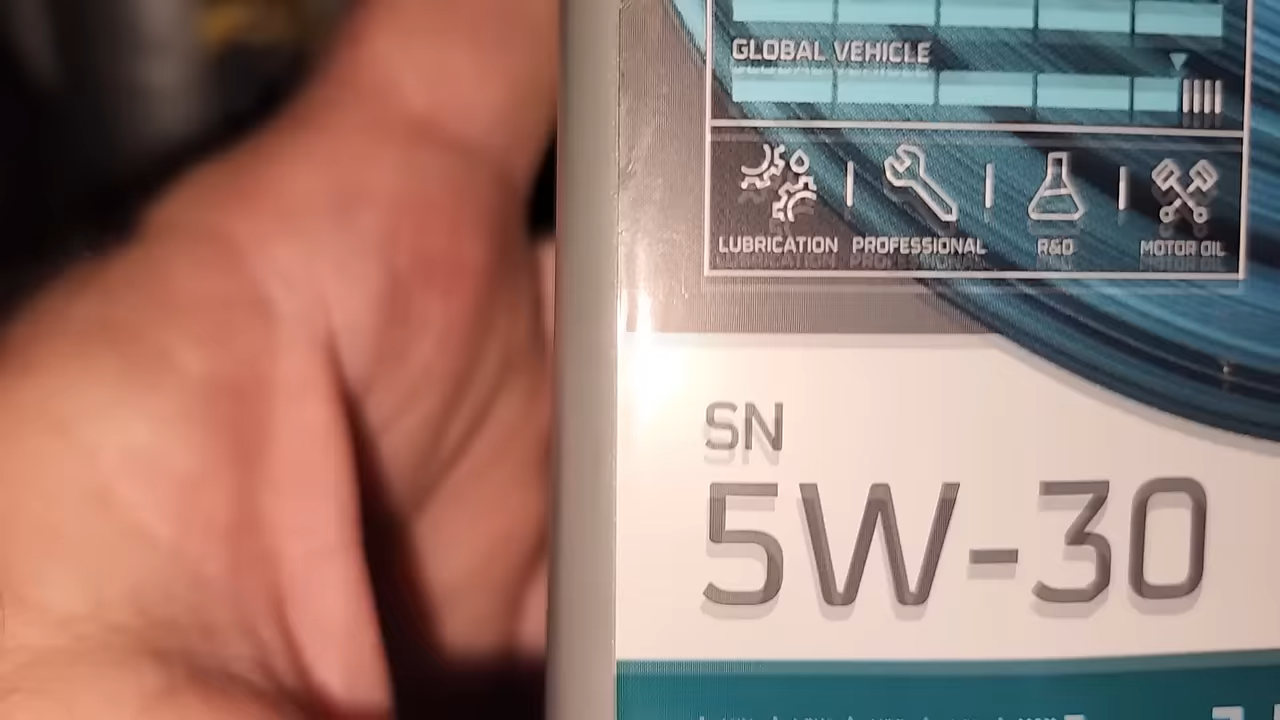 GLOBAL VEHICLE
LUBRICATION PROFESSIONAL R&D MOTOR OIL
SN
5W-30